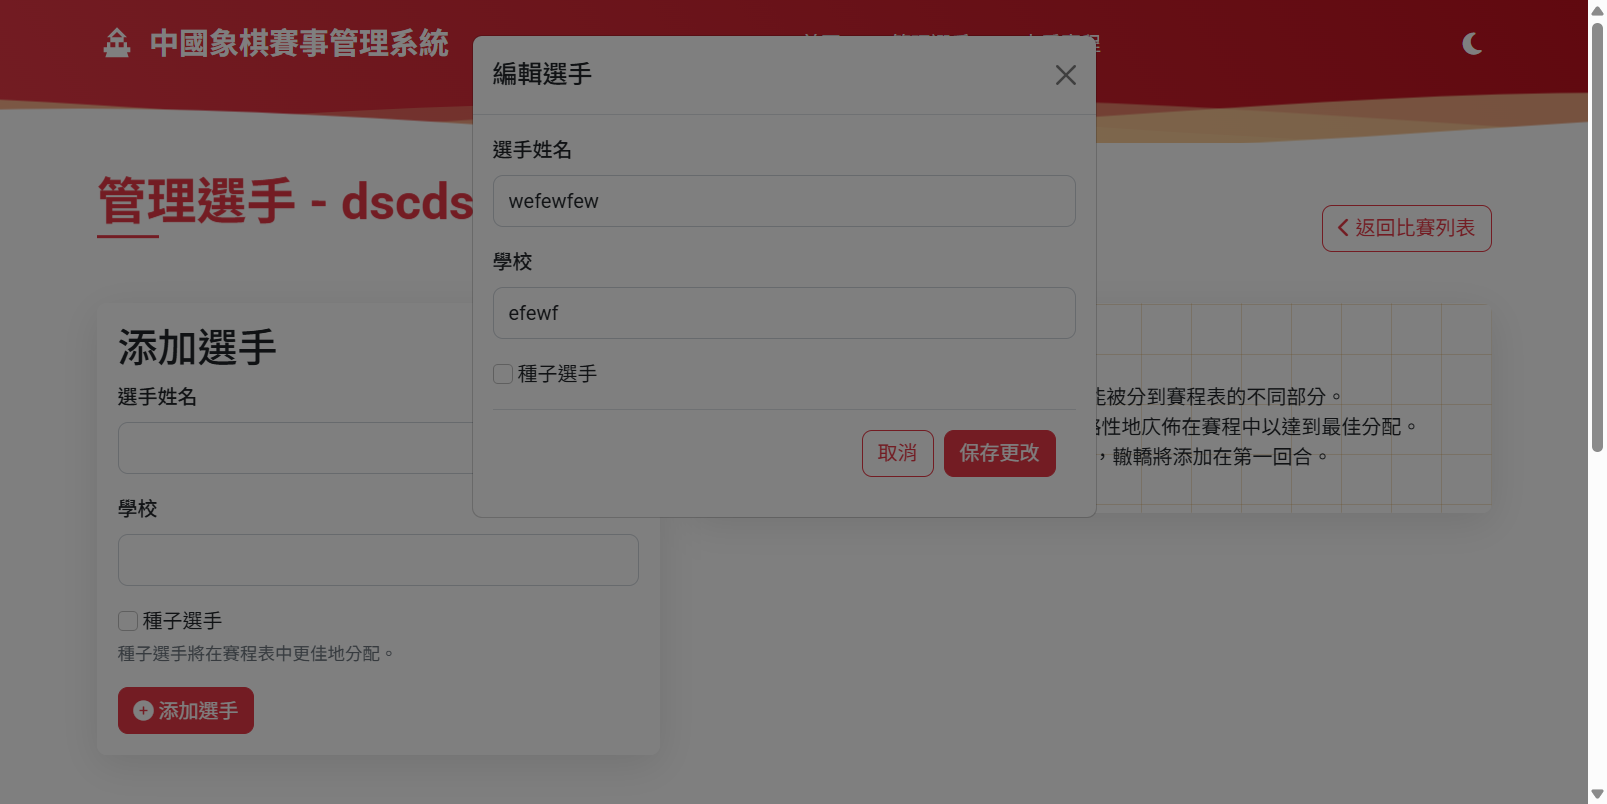 中國象棋賽事管理系統
編輯選手
選手姓名
wefewfew
學校
efewf
種子選手
取消
保存更改
管理選手 - dscds
返回比賽列表
添加選手
選手姓名
學校
種子選手
種子選手將在賽程表中更佳地分配。
添加選手
被分到賽程表的不同部分。
性地仄佈在賽程中以達到最佳分配。
，轍轎將添加在第一回合。